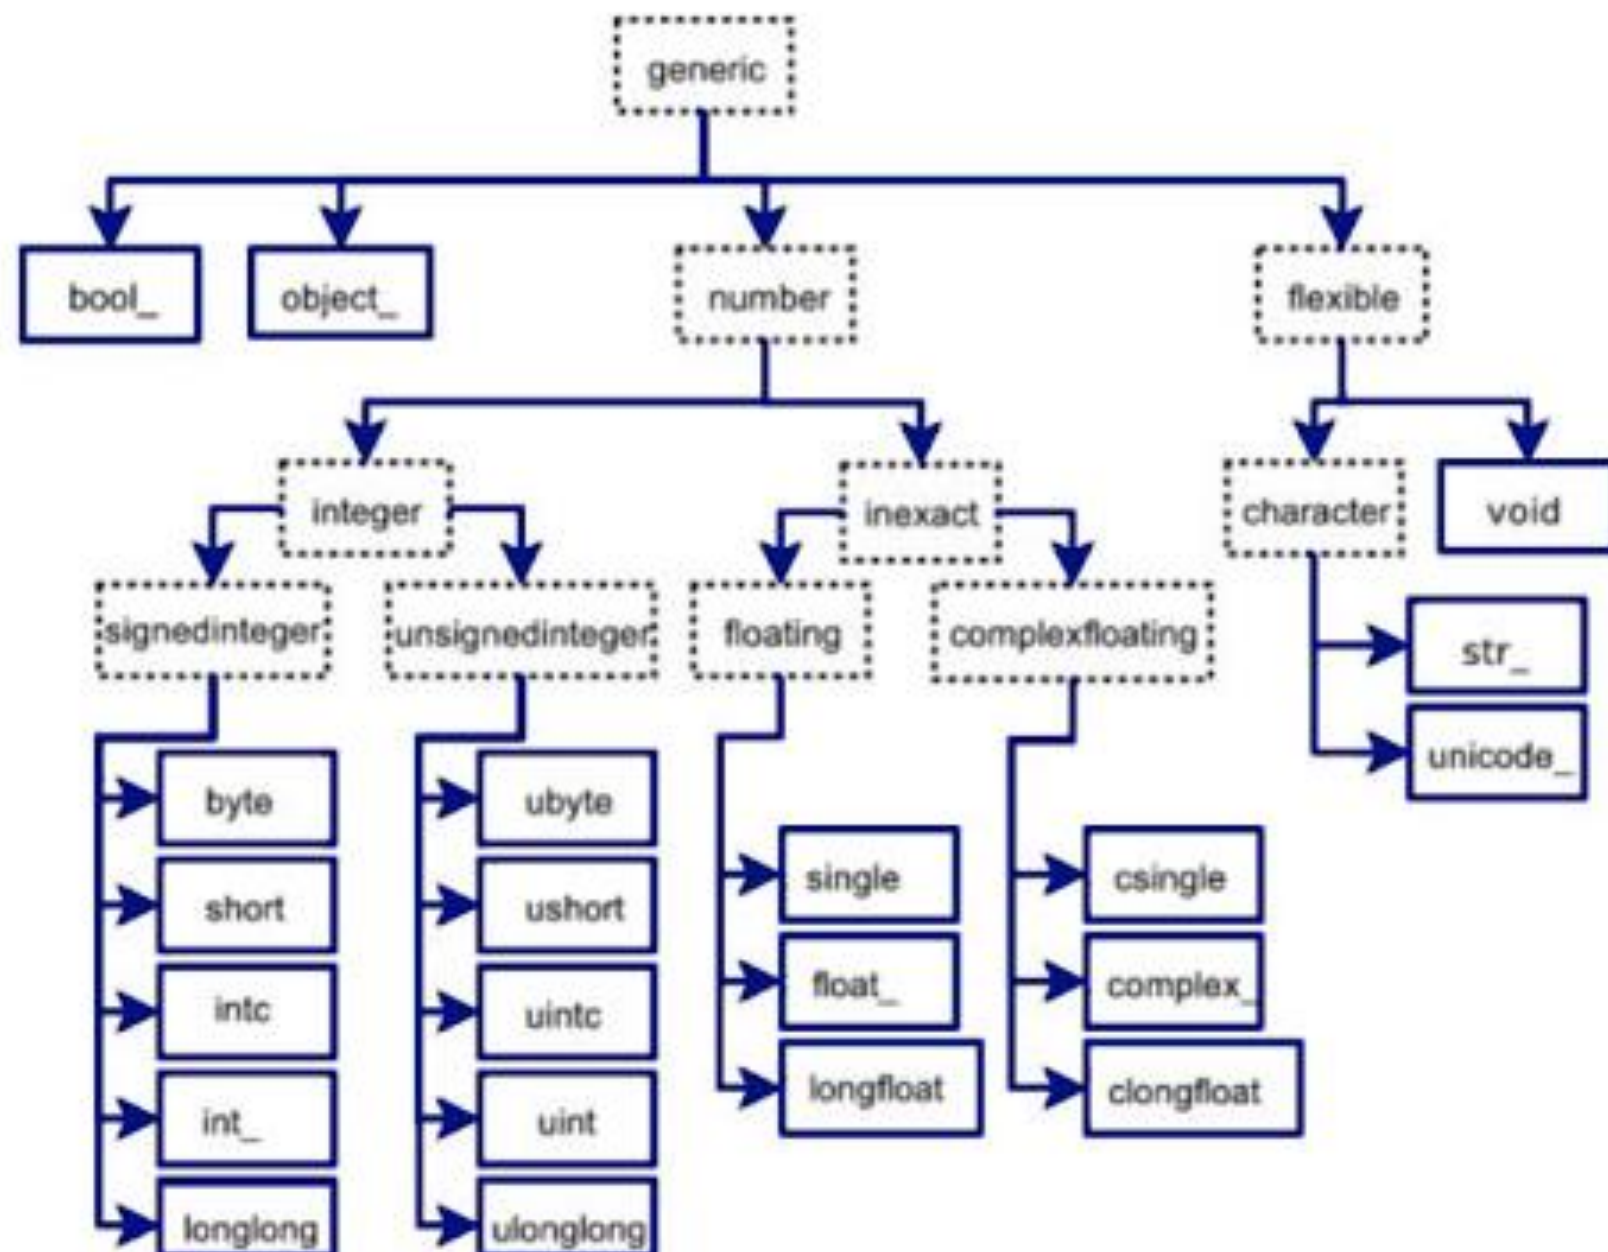 generic
bool_
object_
number
flexible
integer
inexact
character
void
signedinteger
unsignedinteger
floating
complexfloating
str_
unicode_
byte
ubyte
single
csingle
short
ushort
float_
complex_
intc
uintc
longfloat
clongfloat
int_
uint
longlong
ulonglong